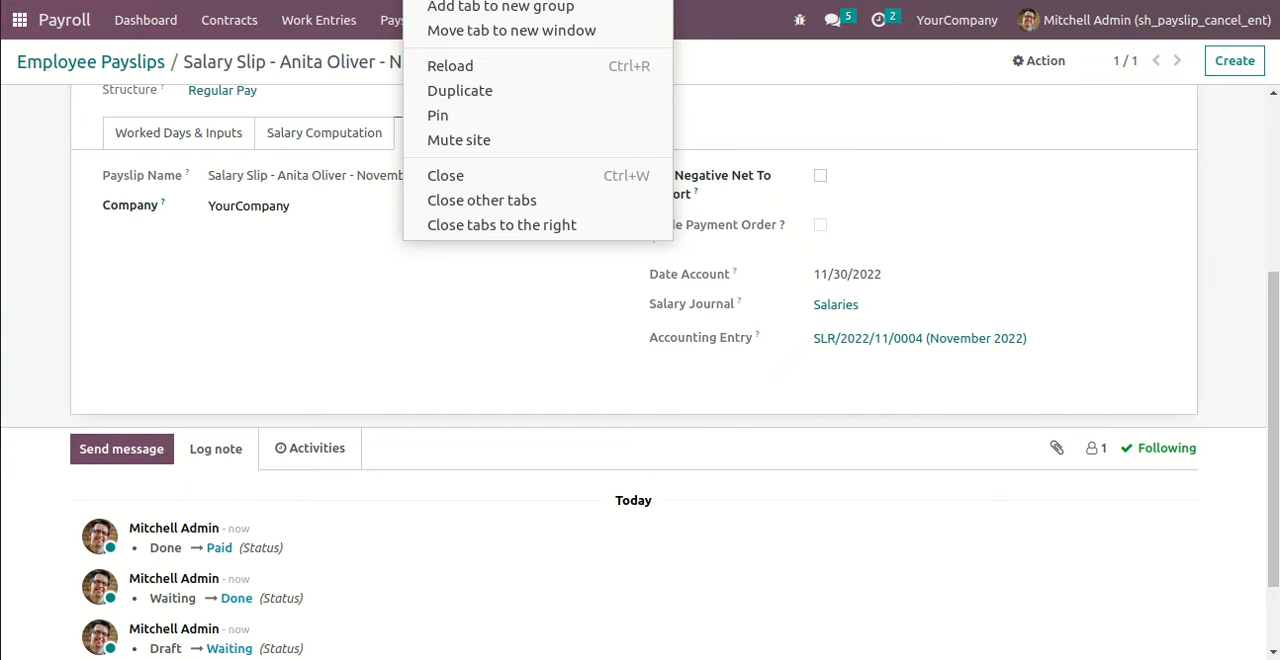 Payroll Dashboard Contracts Work Entries Pays 5 2 YourCompany Mitchell Admin (sh_payslip_cancel_ent)
Add tab to new group
Move tab to new window
Reload Ctrl+R
Duplicate
Pin
Mute site
Close Ctrl+W
Close other tabs
Close tabs to the right
Employee Payslips / Salary Slip - Anita Oliver - N Action 1 / 1 Create
Structure ? Regular Pay
Worked Days & Inputs Salary Computation
Payslip Name ? Salary Slip - Anita Oliver - Novemb Negative Net To
ort ?
Company ? YourCompany
e Payment Order ?
Date Account ? 11/30/2022
Salary Journal ? Salaries
Accounting Entry ? SLR/2022/11/0004 (November 2022)
Send message Log note Activities 1 Following
Today
Mitchell Admin - now
• Done → Paid (Status)
Mitchell Admin - now
• Waiting → Done (Status)
Mitchell Admin - now
• Draft → Waiting (Status)